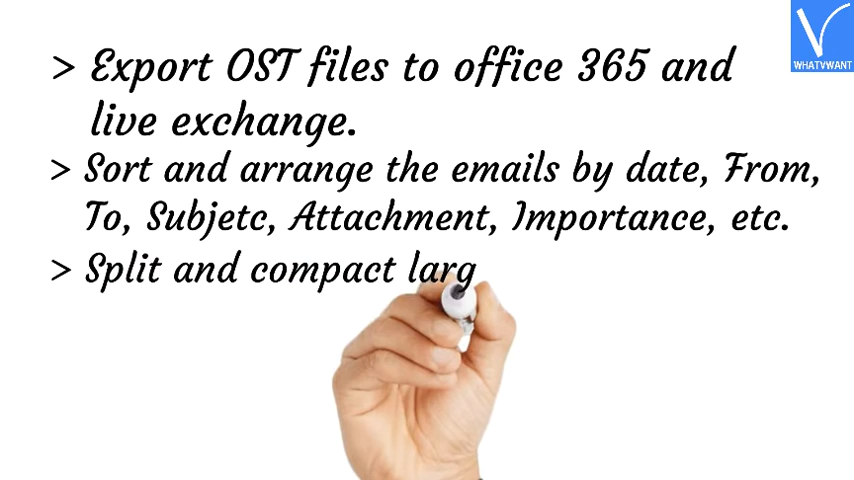 > Export OST files to office 365 and
live exchange.
> Sort and arrange the emails by date, From,
To, Subjetc, Attachment, Importance, etc.
> Split and compact larg
WHATVWANT